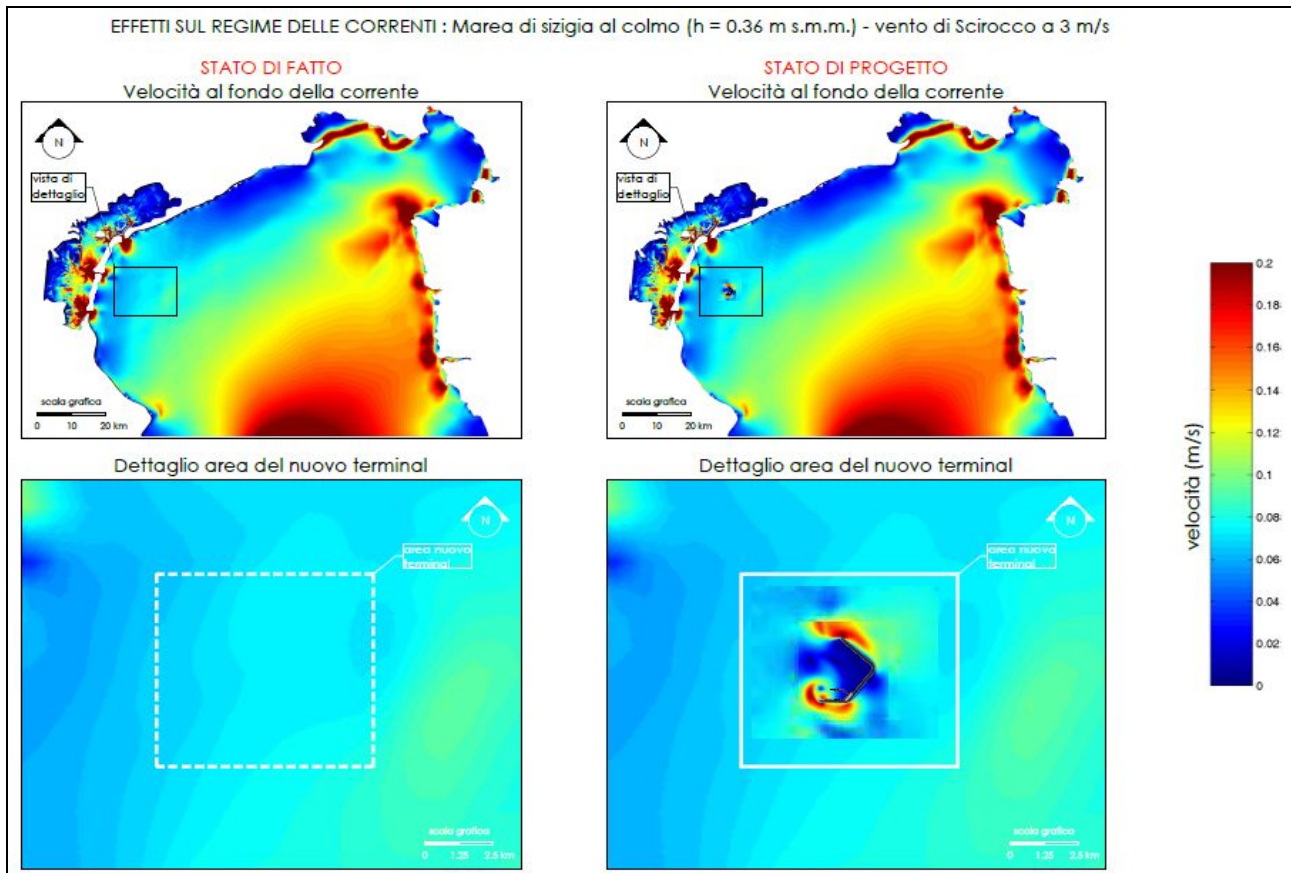 EFFETTI SUL REGIME DELLE CORRENTI : Marea di sizigia al colmo (h = 0.36 m s.m.m.) - vento di Scirocco a 3 m/s
STATO DI FATTO
Velocità al fondo della corrente
N
vista di
dettaglio
scala grafica
0 10 20 km
STATO DI PROGETTO
Velocità al fondo della corrente
N
vista di
dettaglio
scala grafica
0 10 20 km
Dettaglio area del nuovo terminal
N
area nuovo
terminal
scala grafica
0 1.25 2.5 km
Dettaglio area del nuovo terminal
N
area nuovo
terminal
scala grafica
0 1.25 2.5 km
velocità (m/s)
0.2
0.18
0.16
0.14
0.12
0.1
0.08
0.06
0.04
0.02
0